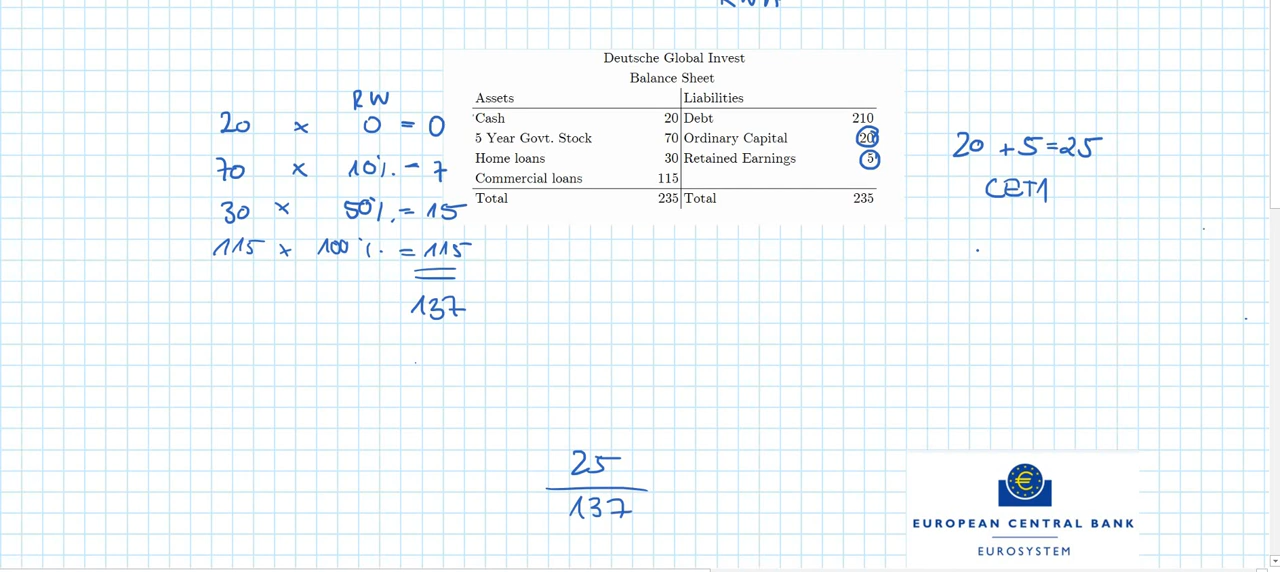 RWA
Deutsche Global Invest
Balance Sheet
Assets Liabilities
Cash 20 Debt 210
5 Year Govt. Stock 70 Ordinary Capital 20
Home loans 30 Retained Earnings 5
Commercial loans 115
Total 235 Total 235
RW
20 x 0 = 0
70 x 10%. - 7
30 x 50%. = 15
115 x 100%. = 115
137
20 + 5 = 25
CET1
25
137
EUROPEAN CENTRAL BANK
EUROSYSTEM